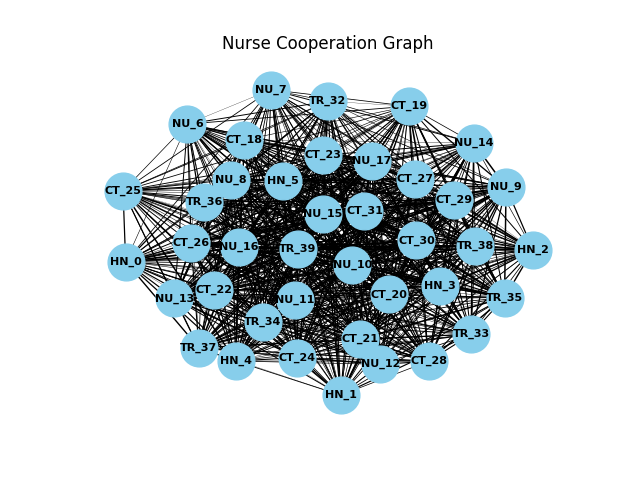 Nurse Cooperation Graph
NU_7
TR_32
CT_19
NU_6
CT_18
NU_14
CT_23
NU_17
NU_8
HN_5
CT_27
CT_25
NU_9
TR_36
CT_29
NU_15
CT_31
CT_26
NU_16
TR_39
CT_30
TR_38
HN_2
HN_0
NU_10
HN_3
NU_13
CT_22
NU_11
CT_20
TR_35
TR_34
TR_33
CT_21
TR_37
HN_4
CT_24
NU_12
CT_28
HN_1